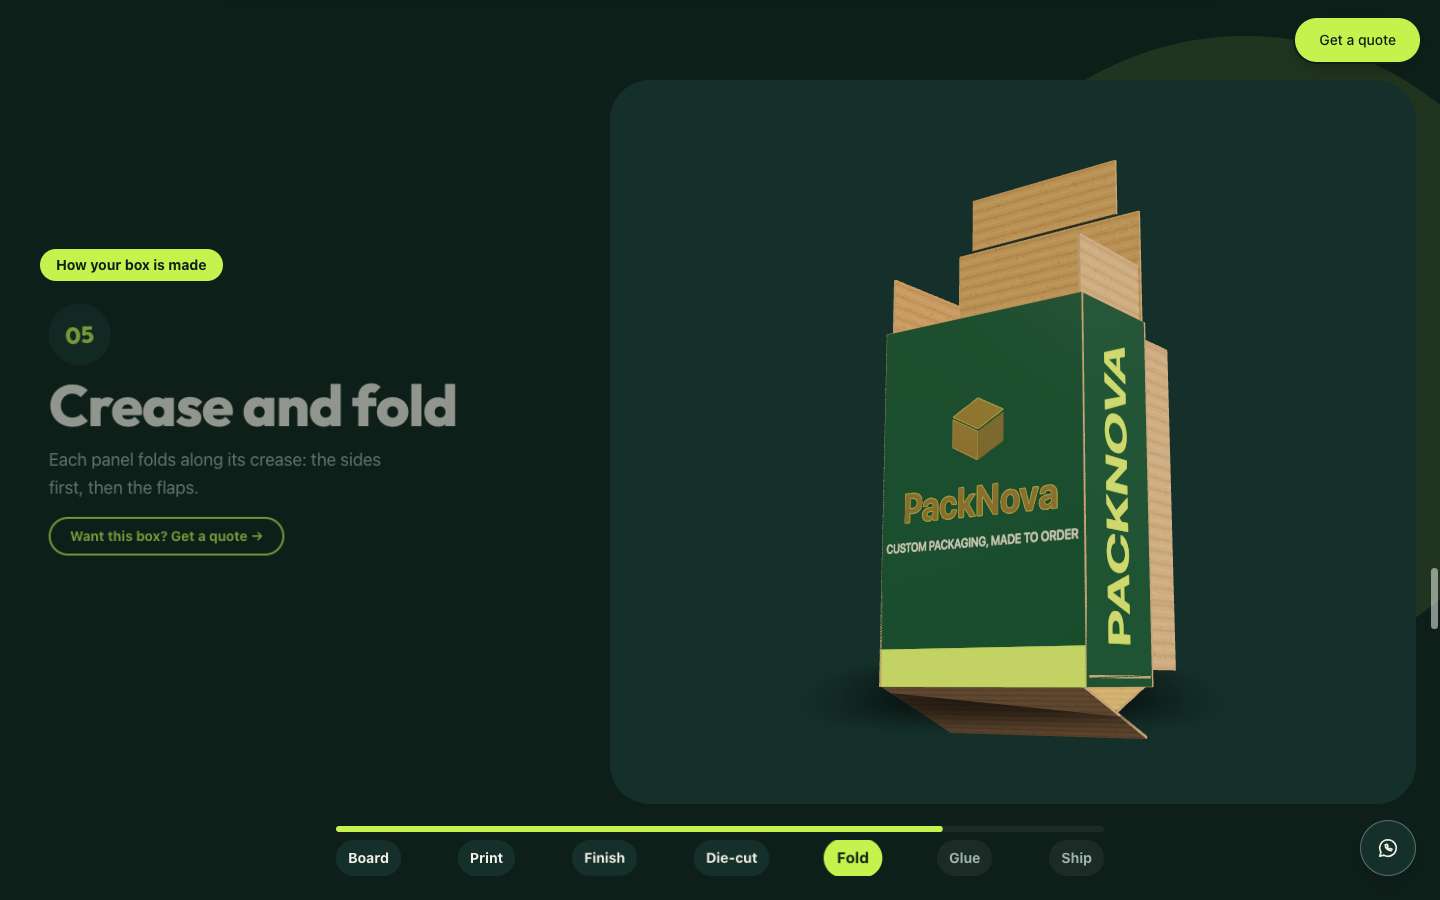 Get a quote
How your box is made
05
Crease and fold
Each panel folds along its crease: the sides
first, then the flaps.
Want this box? Get a quote →
PackNova
CUSTOM PACKAGING, MADE TO ORDER
PACKNOVA
Board
Print
Finish
Die-cut
Fold
Glue
Ship